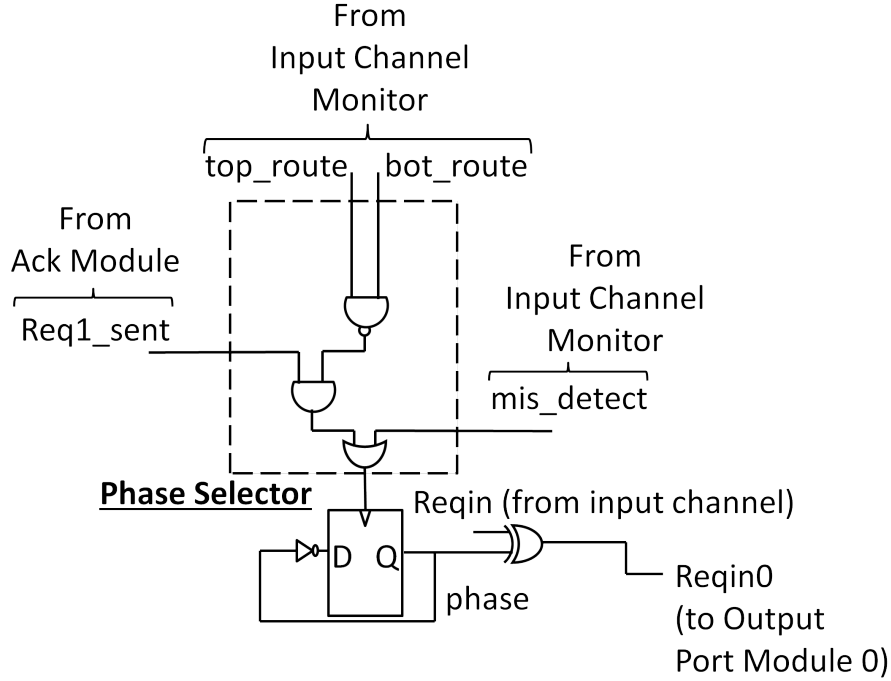 From
Input Channel
Monitor
top_route bot_route
From
Ack Module
Req1_sent
From
Input Channel
Monitor
mis_detect
Phase Selector
Reqin (from input channel)
D Q
phase
Reqin0
(to Output
Port Module 0)